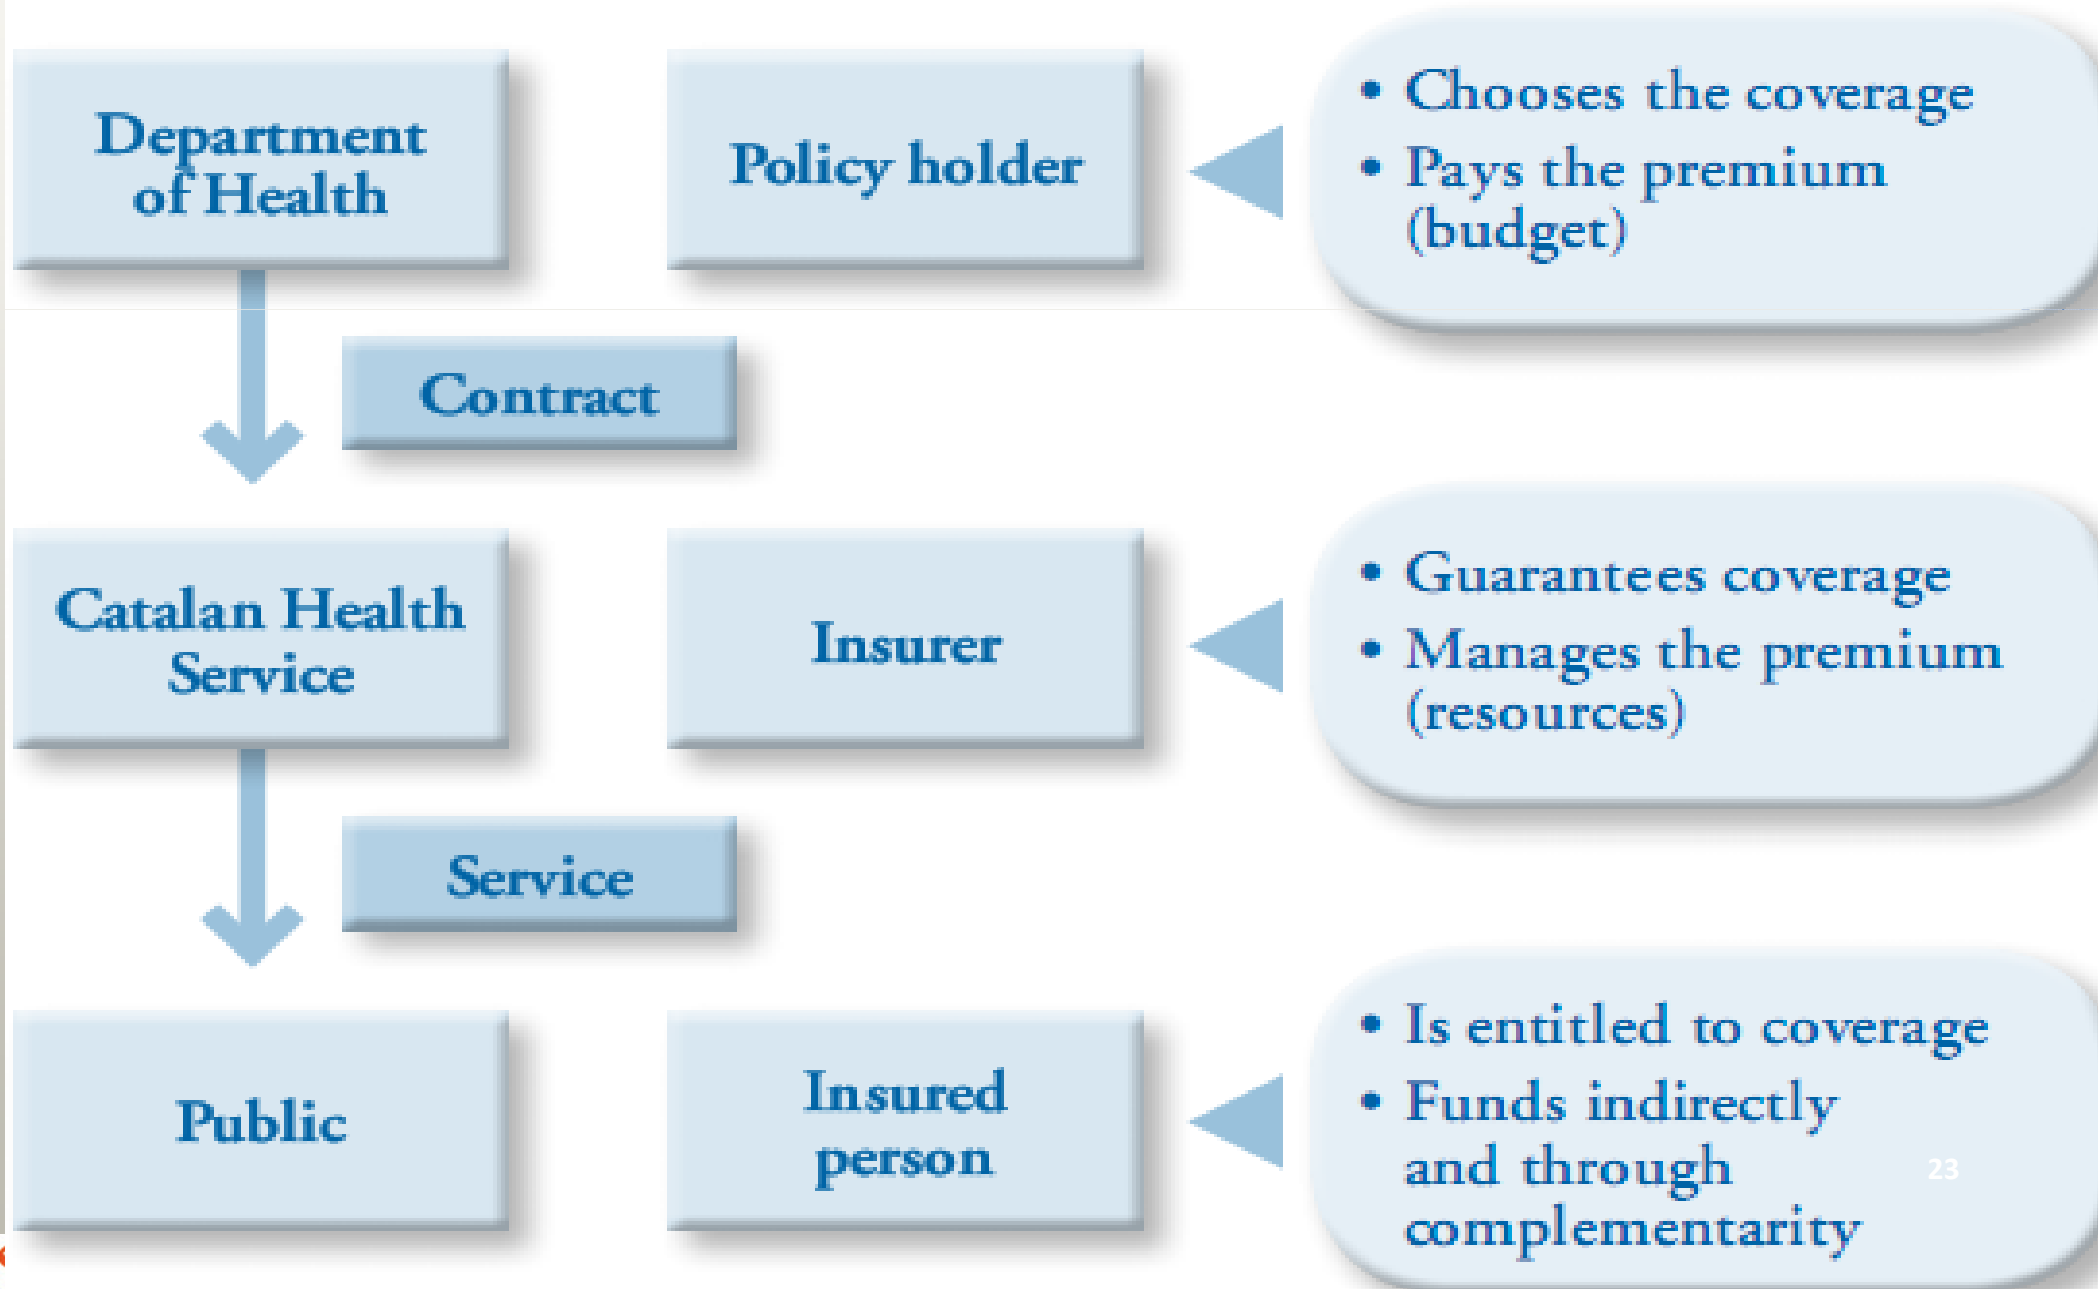 Department
of Health
Policy holder
• Chooses the coverage
• Pays the premium
(budget)
Contract
Catalan Health
Service
Insurer
• Guarantees coverage
• Manages the premium
(resources)
Service
Public
Insured
person
• Is entitled to coverage
• Funds indirectly
and through
complementarity
23